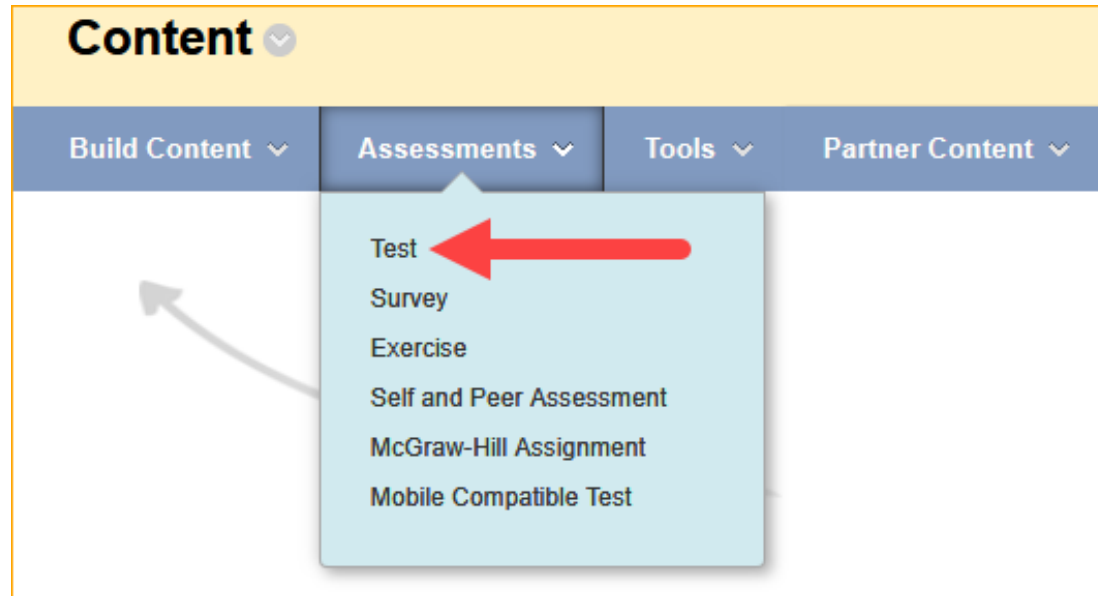 Content
Build Content Assessments Tools Partner Content
Test
Survey
Exercise
Self and Peer Assessment
McGraw-Hill Assignment
Mobile Compatible Test